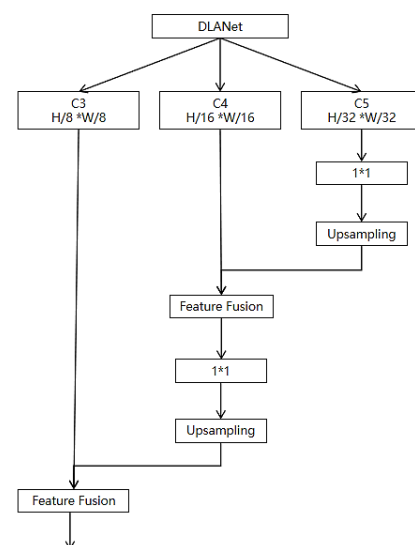 DLANet
C3
H/8 *W/8
C4
H/16 *W/16
C5
H/32 *W/32
1*1
Upsampling
Feature Fusion
1*1
Upsampling
Feature Fusion